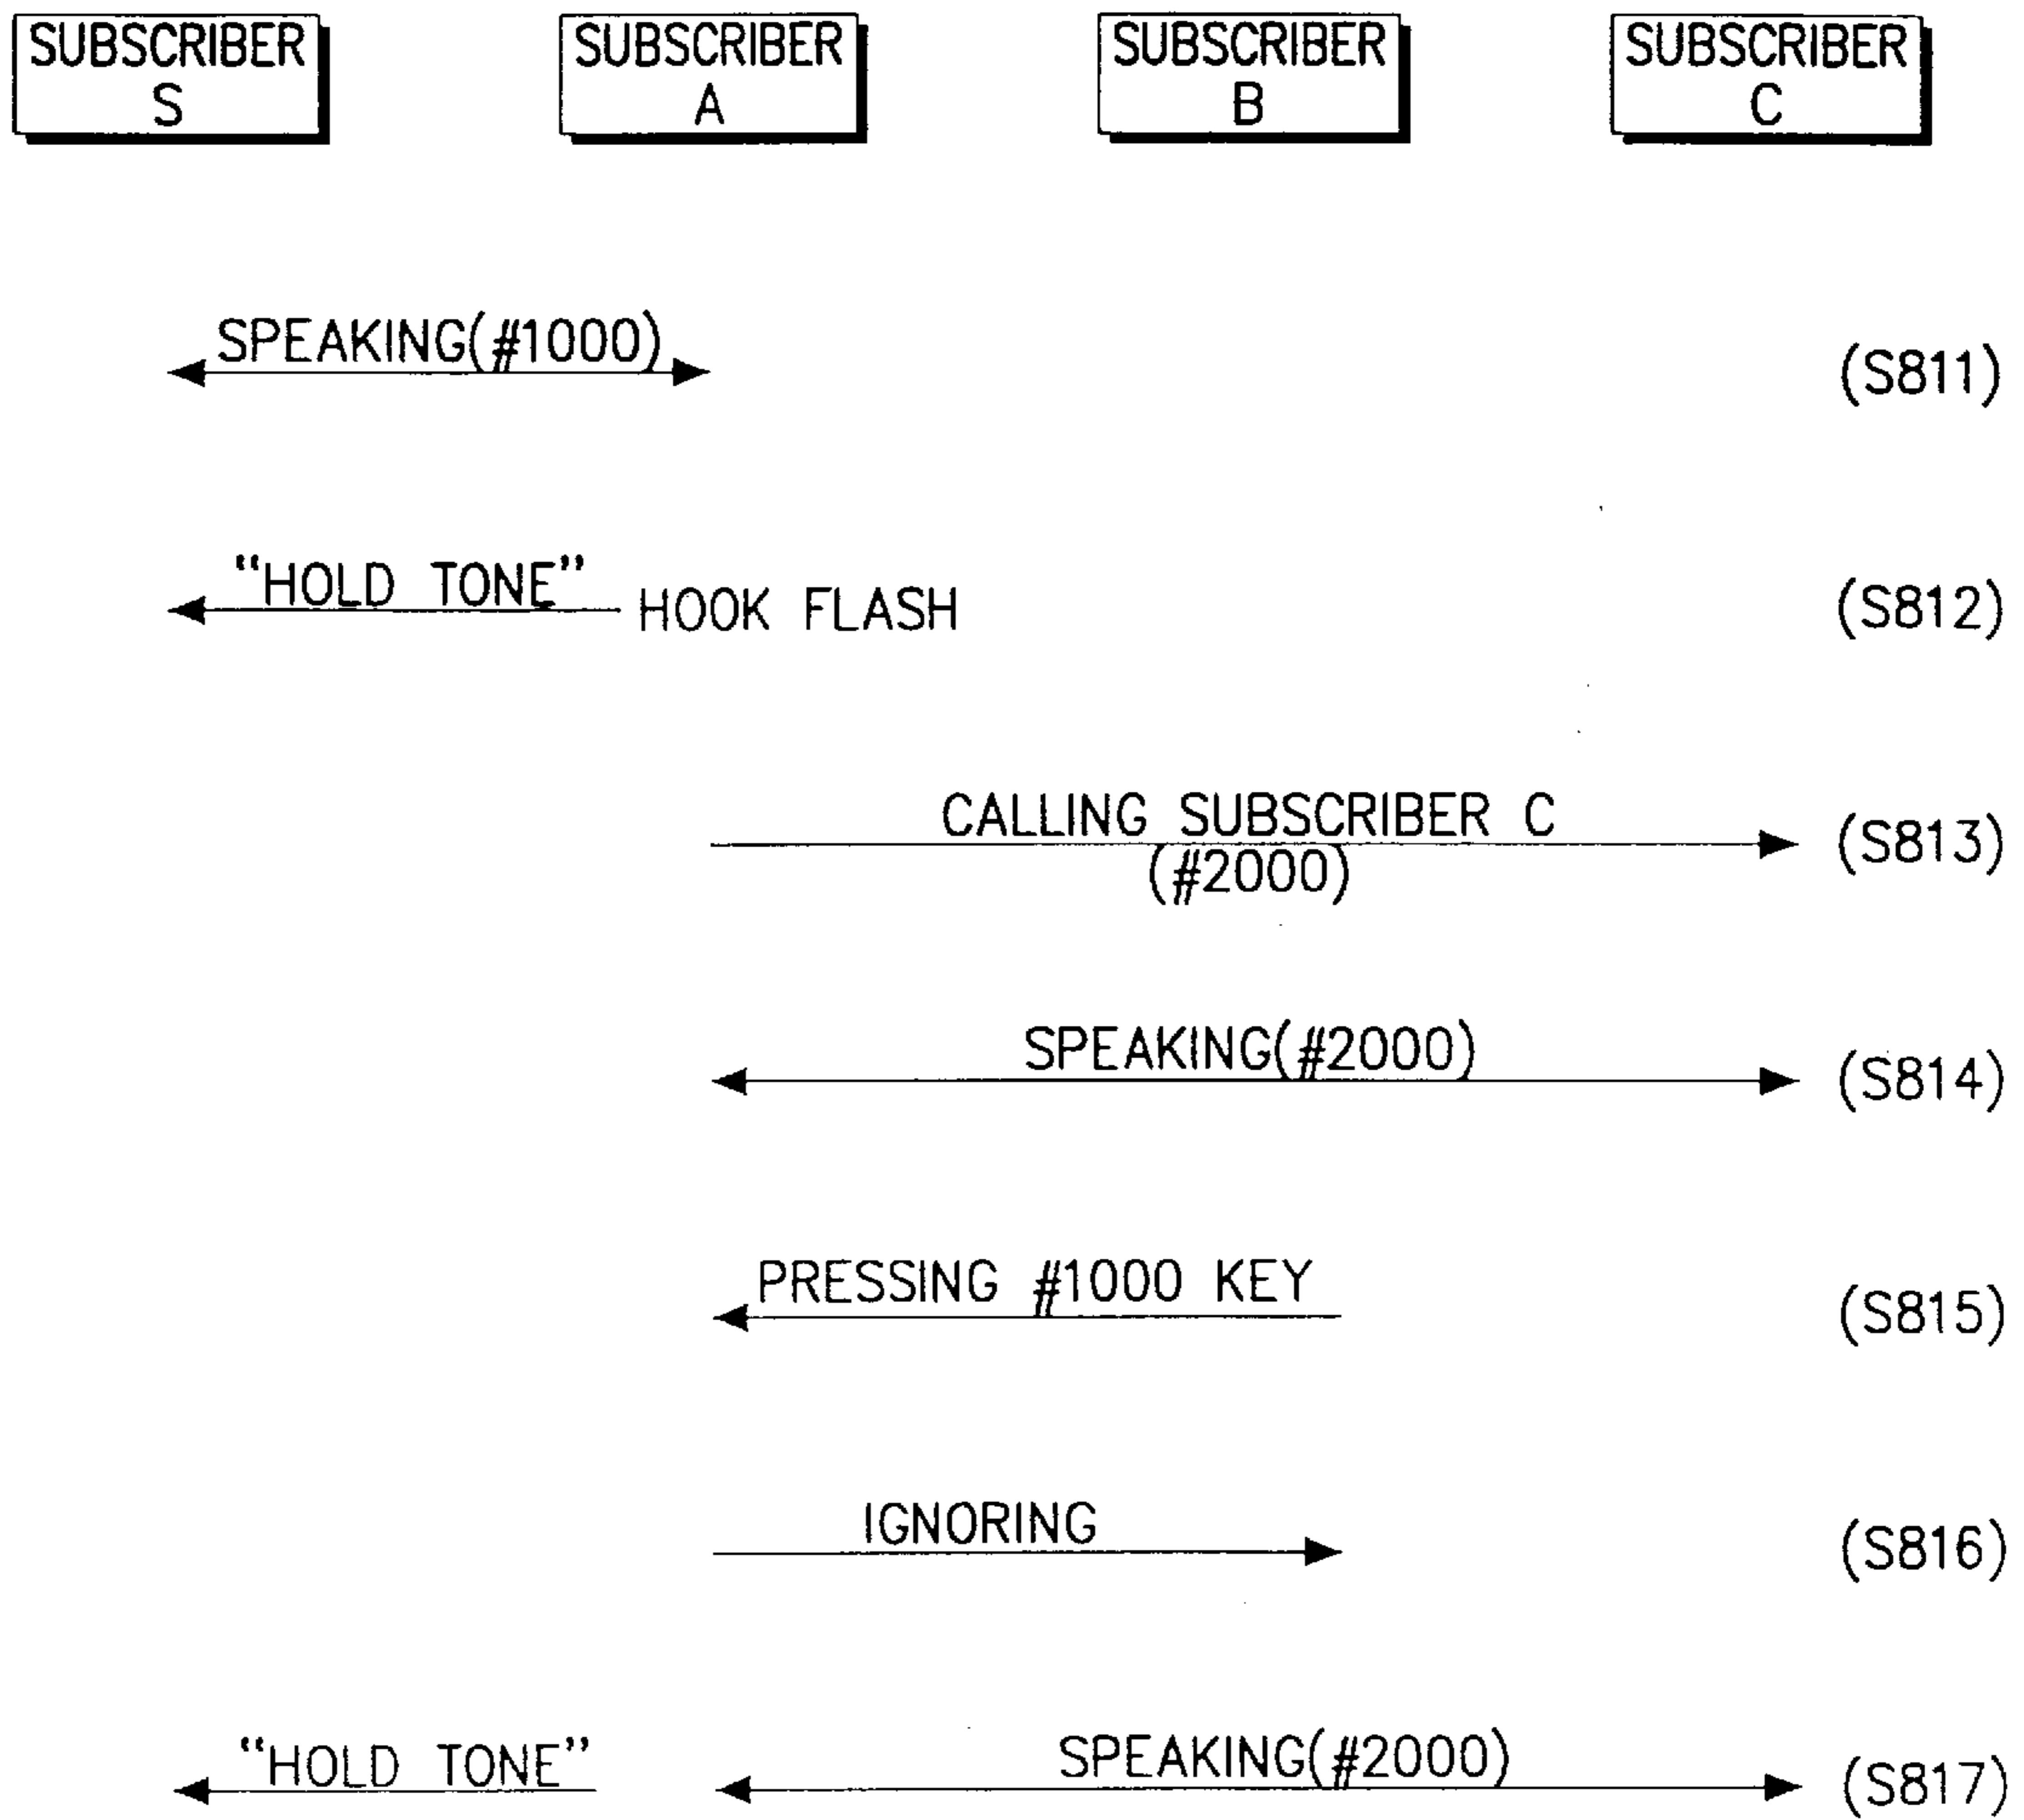 SUBSCRIBER
S
SUBSCRIBER
A
SUBSCRIBER
B
SUBSCRIBER
C
SPEAKING(#1000)
(S811)
“HOLD TONE”
HOOK FLASH
(S812)
CALLING SUBSCRIBER C
(#2000)
(S813)
SPEAKING(#2000)
(S814)
PRESSING #1000 KEY
(S815)
IGNORING
(S816)
“HOLD TONE”
SPEAKING(#2000)
(S817)